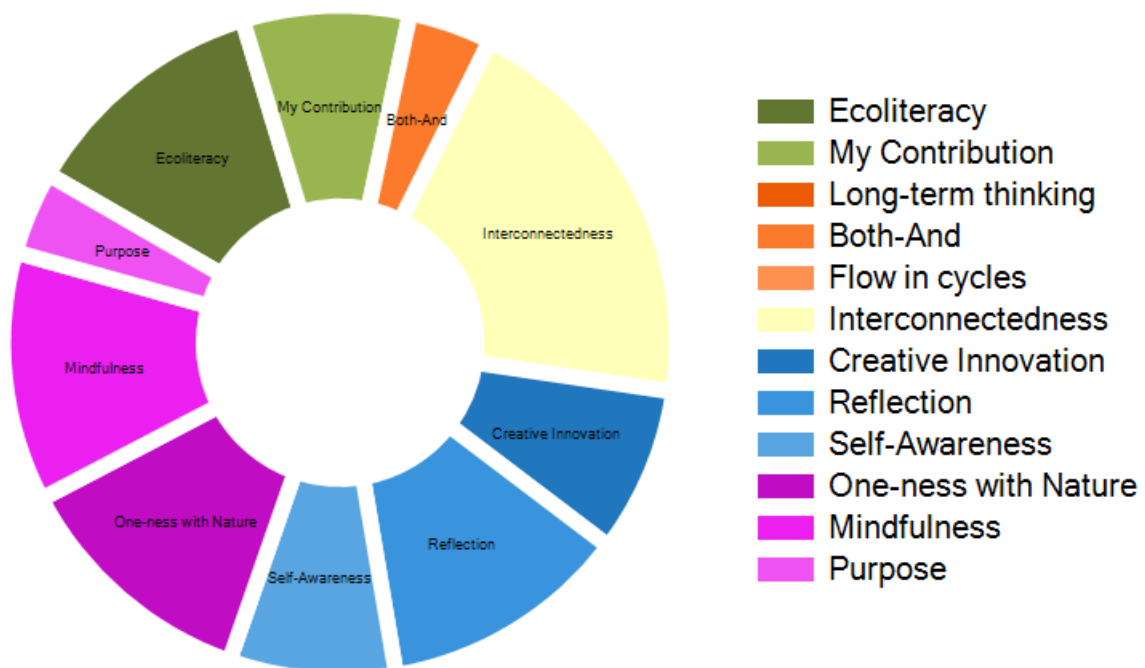 My Contribution
Both-And
Ecoliteracy
Interconnectedness
Purpose
Mindfulness
Creative Innovation
One-ness with Nature
Reflection
Self-Awareness
Ecoliteracy
My Contribution
Long-term thinking
Both-And
Flow in cycles
Interconnectedness
Creative Innovation
Reflection
Self-Awareness
One-ness with Nature
Mindfulness
Purpose